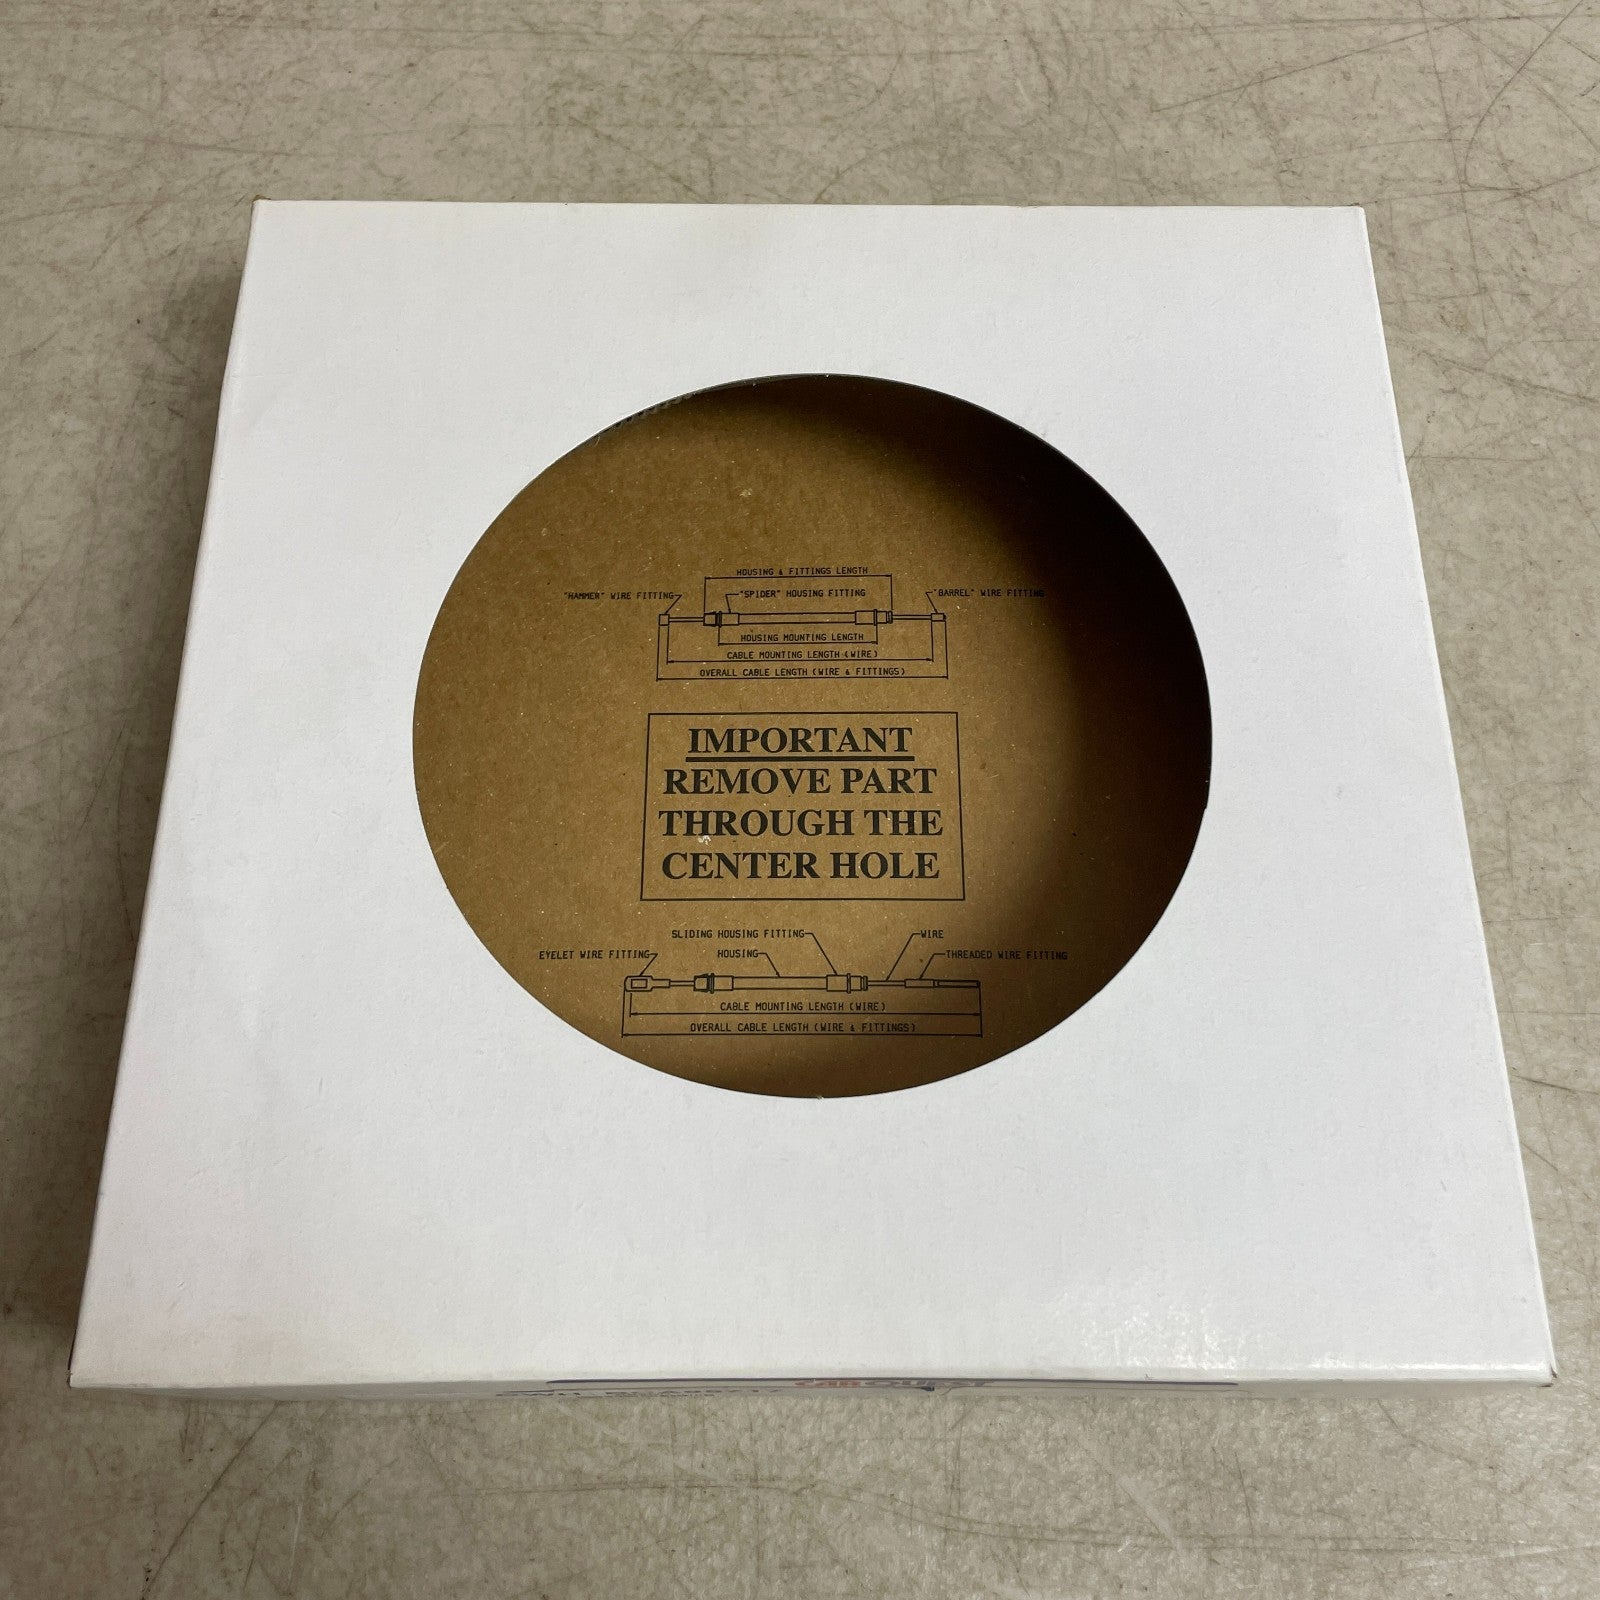 HOUSING & FITTINGS LENGTH
"HAMMER" WIRE FITTING
"SPIDER" HOUSING FITTING
"BARREL" WIRE FITTING
HOUSING MOUNTING LENGTH
CABLE MOUNTING LENGTH (WIRE)
OVERALL CABLE LENGTH (WIRE & FITTINGS)
IMPORTANT
REMOVE PART
THROUGH THE
CENTER HOLE
SLIDING HOUSING FITTING
WIRE
EYELET WIRE FITTING
HOUSING
THREADED WIRE FITTING
CABLE MOUNTING LENGTH (WIRE)
OVERALL CABLE LENGTH (WIRE & FITTINGS)
CARQUEST